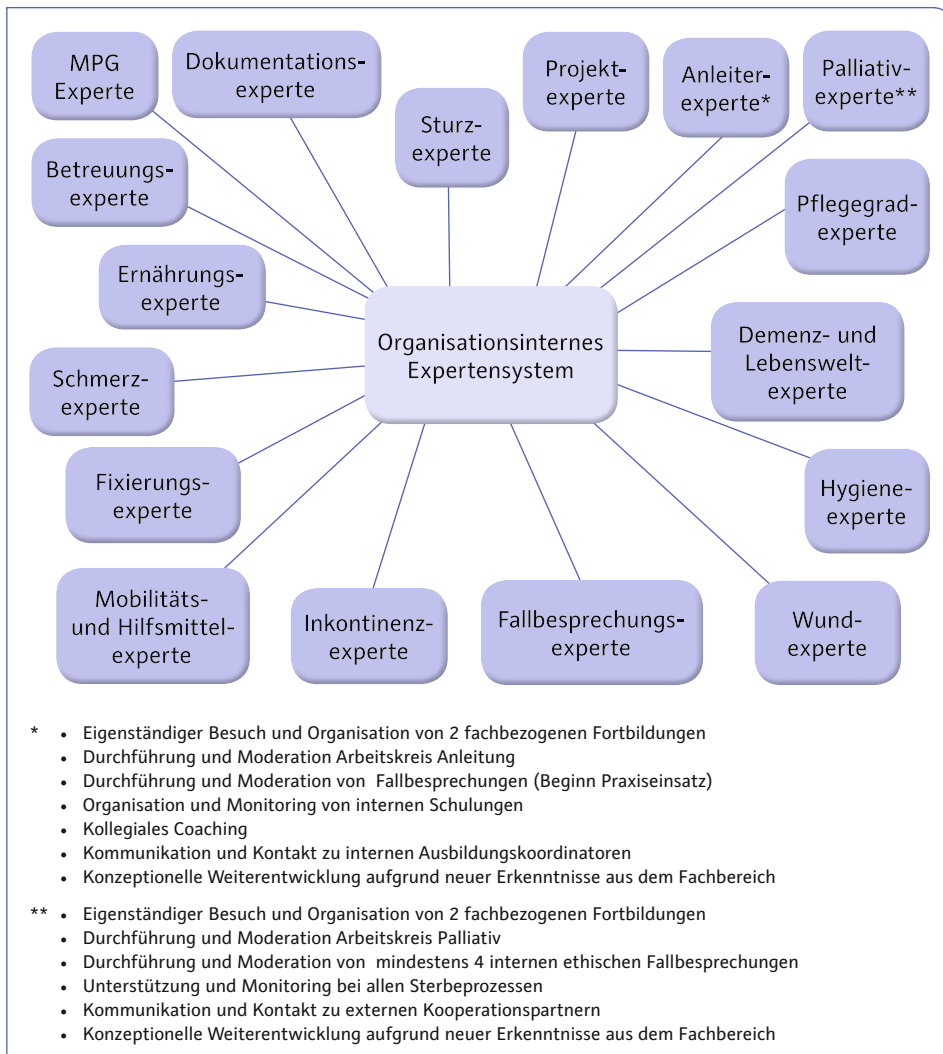 MPG
Experte
Dokumentations-
experte
Sturz-
experte
Projekt-
experte
Anleiter-
experte*
Palliativ-
experte**
Betreuungs-
experte
Pflegegrad-
experte
Ernährungs-
experte
Organisationsinternes
Expertensystem
Demenz- und
Lebenswelt-
experte
Schmerz-
experte
Fixierungs-
experte
Hygiene-
experte
Mobilitäts-
und Hilfsmittel-
experte
Inkontinenz-
experte
Fallbesprechungs-
experte
Wund-
experte
* • Eigenständiger Besuch und Organisation von 2 fachbezogenen Fortbildungen
• Durchführung und Moderation Arbeitskreis Anleitung
• Durchführung und Moderation von Fallbesprechungen (Beginn Praxiseinsatz)
• Organisation und Monitoring von internen Schulungen
• Kollegiales Coaching
• Kommunikation und Kontakt zu internen Ausbildungskoordinatoren
• Konzeptionelle Weiterentwicklung aufgrund neuer Erkenntnisse aus dem Fachbereich
** • Eigenständiger Besuch und Organisation von 2 fachbezogenen Fortbildungen
• Durchführung und Moderation Arbeitskreis Palliativ
• Durchführung und Moderation von mindestens 4 internen ethischen Fallbesprechungen
• Unterstützung und Monitoring bei allen Sterbeprozessen
• Kommunikation und Kontakt zu externen Kooperationspartnern
• Konzeptionelle Weiterentwicklung aufgrund neuer Erkenntnisse aus dem Fachbereich